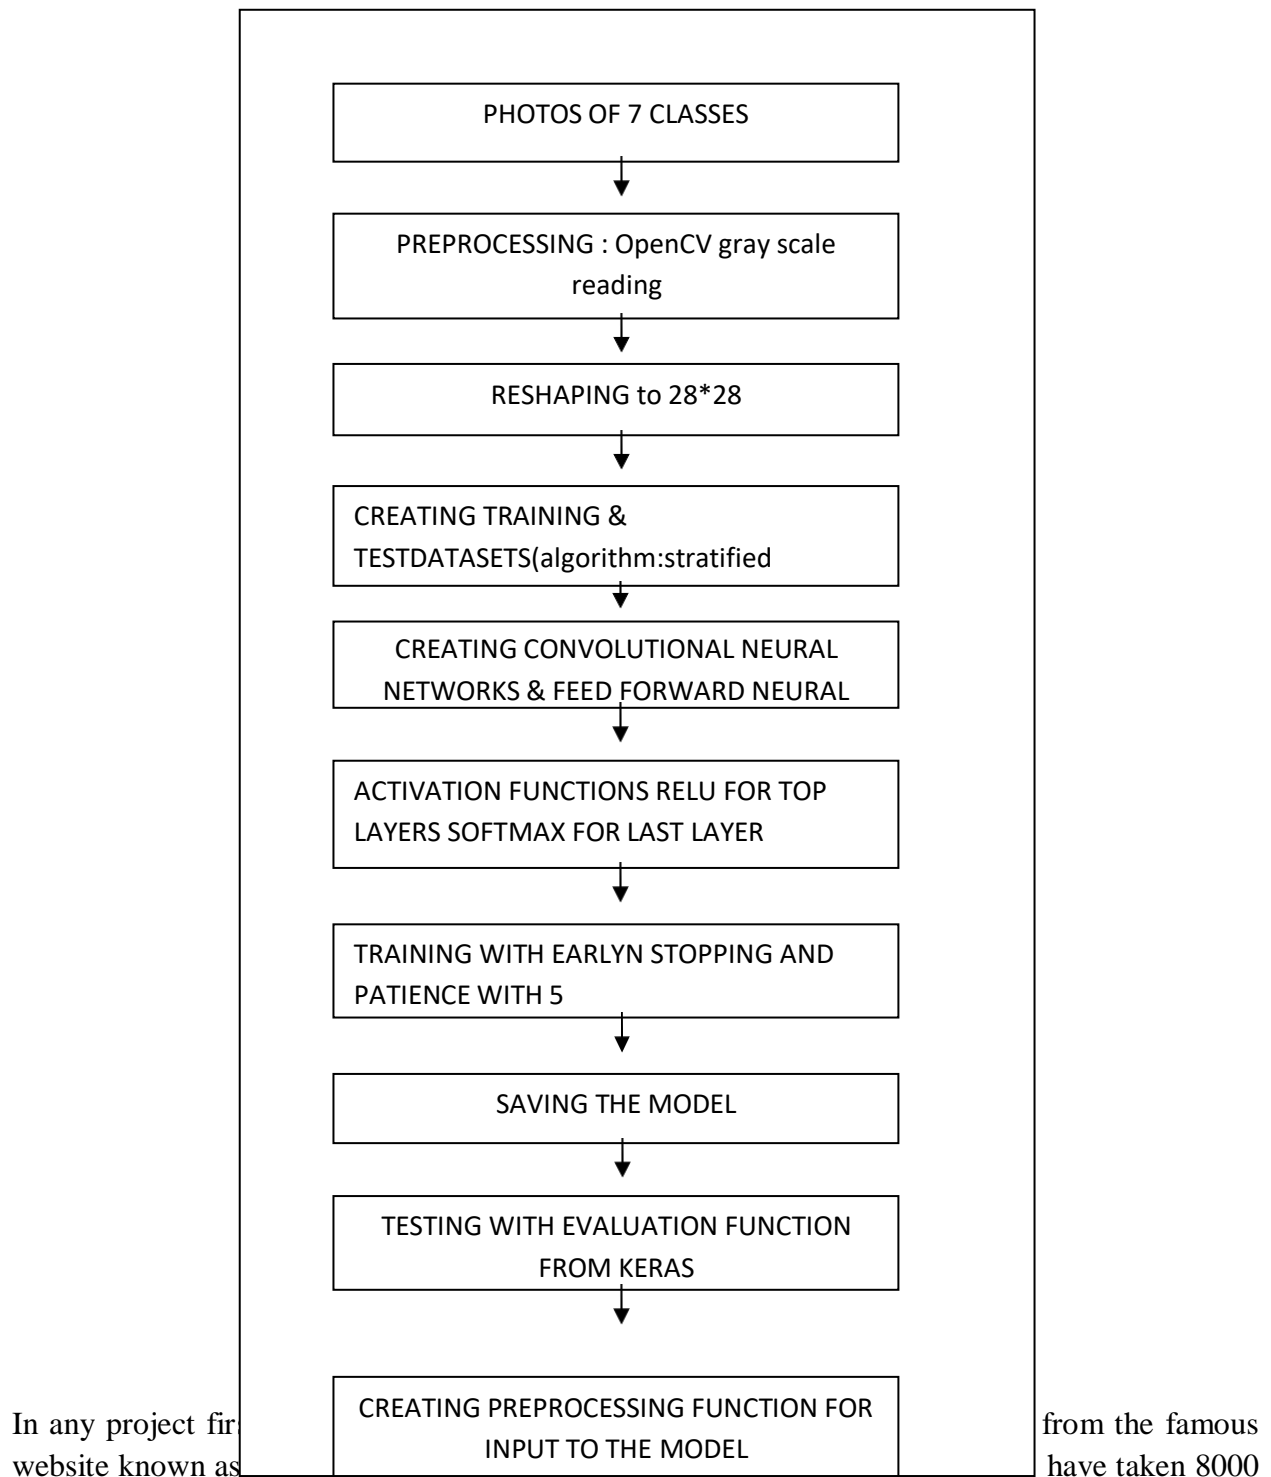 PHOTOS OF 7 CLASSES
PREPROCESSING : OpenCV gray scale
reading
RESHAPING to 28*28
CREATING TRAINING &
TESTDATASETS(algorithm:stratified
CREATING CONVOLUTIONAL NEURAL
NETWORKS & FEED FORWARD NEURAL
ACTIVATION FUNCTIONS RELU FOR TOP
LAYERS SOFTMAX FOR LAST LAYER
TRAINING WITH EARLYN STOPPING AND
PATIENCE WITH 5
SAVING THE MODEL
TESTING WITH EVALUATION FUNCTION
FROM KERAS
CREATING PREPROCESSING FUNCTION FOR
INPUT TO THE MODEL
In any project from the famous
website known as have taken 8000